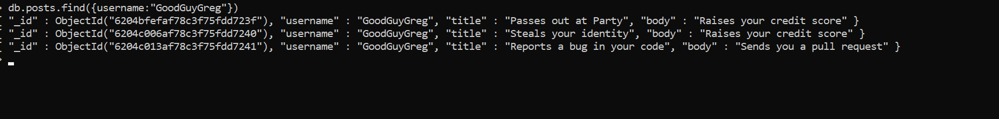 > db.posts.find({username:"GoodGuyGreg"})
{ "_id" : ObjectId("6204bfefaf78c3f75fdd723f"), "username" : "GoodGuyGreg", "title" : "Passes out at Party", "body" : "Raises your credit score" }
{ "_id" : ObjectId("6204c006af78c3f75fdd7240"), "username" : "GoodGuyGreg", "title" : "Steals your identity", "body" : "Raises your credit score" }
{ "_id" : ObjectId("6204c013af78c3f75fdd7241"), "username" : "GoodGuyGreg", "title" : "Reports a bug in your code", "body" : "Sends you a pull request" }
>